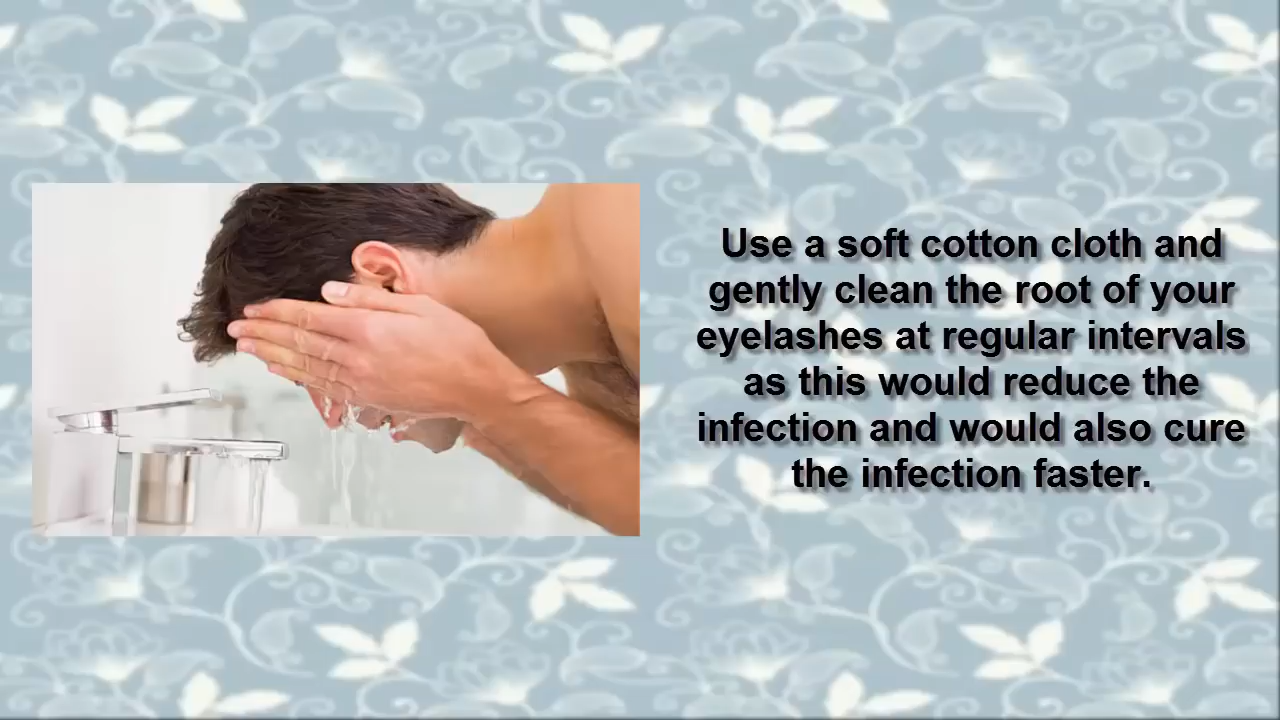 Use a soft cotton cloth and
gently clean the root of your
eyelashes at regular intervals
as this would reduce the
infection and would also cure
the infection faster.